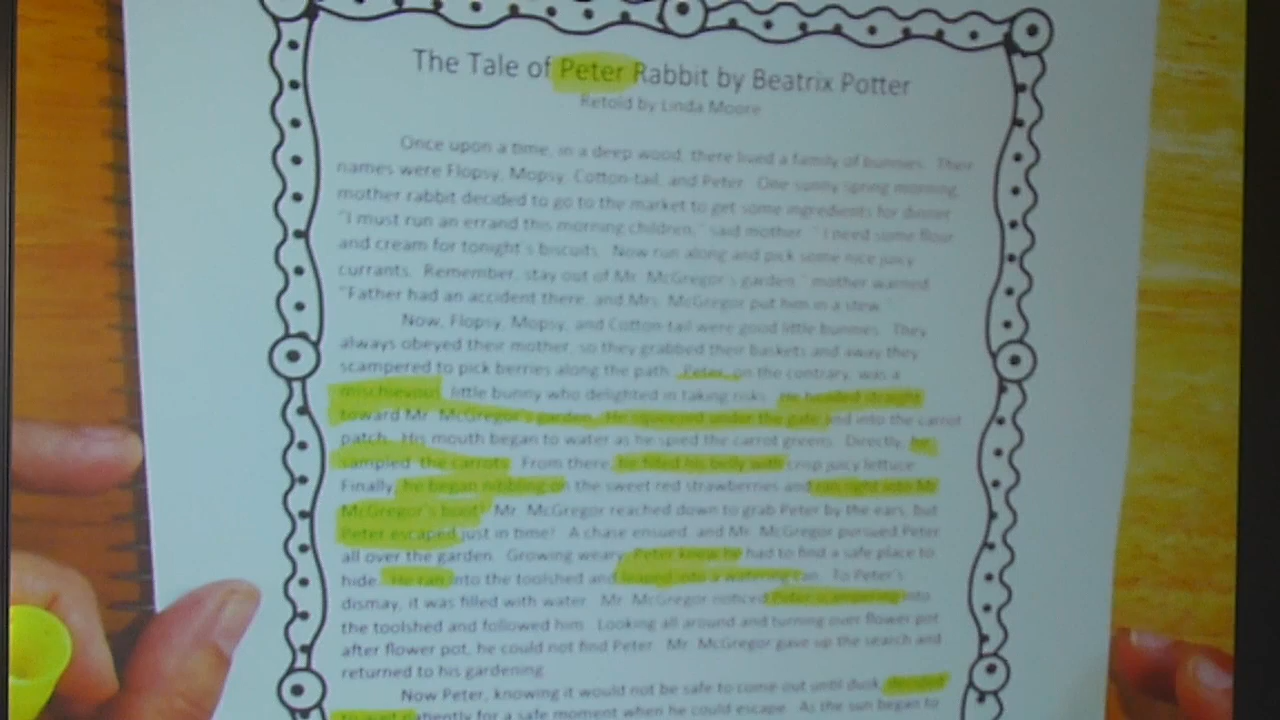 The Tale of Peter Rabbit by Beatrix Potter
Retold by Linda Moore
Once upon a time, in a deep wood, there lived a family of bunnies. Their
names were Flopsy, Mopsy, Cotton-tail, and Peter. One sunny spring morning,
mother rabbit decided to go to the market to get some ingredients for dinner.
"I must run an errand this morning children," said mother. "I need some flour
and cream for tonight's biscuits. Now run along and pick some nice juicy
currants. Remember, stay out of Mr. McGregor's garden." mother warned.
"Father had an accident there, and Mrs. McGregor put him in a stew."
Now, Flopsy, Mopsy, and Cotton-tail were good little bunnies. They
always obeyed their mother, so they grabbed their baskets and away they
scampered to pick berries along the path. Peter, on the contrary, was a
mischievous little bunny who delighted in taking risks. He headed straight
toward Mr. McGregor's garden. He squeezed under the gate and into the carrot
patch. His mouth began to water as he spied the carrot greens. Directly, he
sampled the carrots. From there, he filled his belly with crisp juicy lettuce.
Finally, he began nibbling on the sweet red strawberries and ran right into Mr.
McGregor's boot! Mr. McGregor reached down to grab Peter by the ears, but
Peter escaped just in time! A chase ensued, and Mr. McGregor pursued Peter
all over the garden. Growing weary, Peter knew he had to find a safe place to
hide. He ran into the toolshed and leaped into a watering can. To Peter's
dismay, it was filled with water. Mr. McGregor noticed Peter scampering into
the toolshed and followed him. Looking all around and turning over flower pot
after flower pot, he could not find Peter. Mr. McGregor gave up the search and
returned to his gardening.
Now Peter, knowing it would not be safe to come out until dusk, decided
to wait patiently for a safe moment when he could escape. As the sun began to